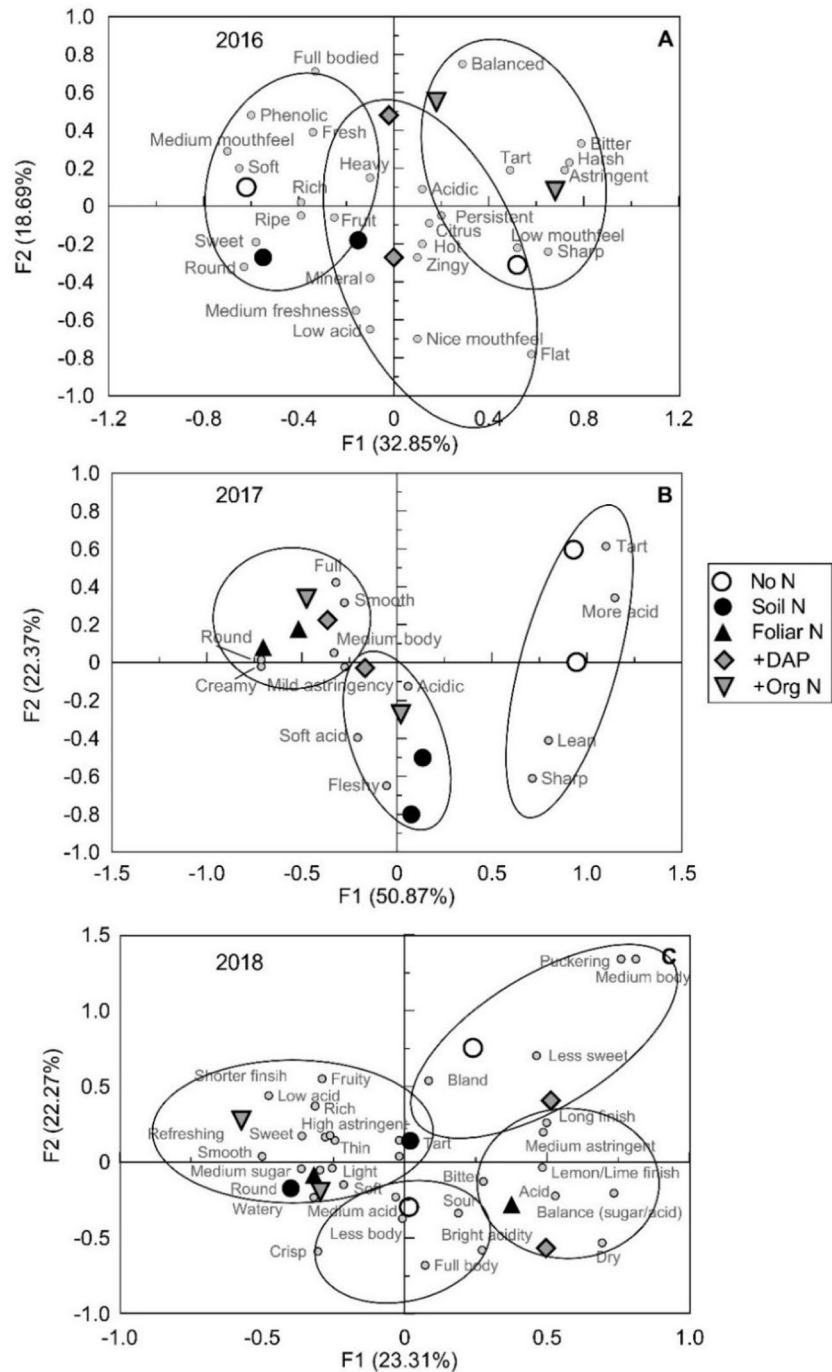 2016
A
Full bodied
Balanced
Phenolic
Fresh
Bitter
Medium mouthfeel
Harsh
Tart
Soft
Heavy
Astringent
Rich
Acidic
Ripe
Fruit
Persistent
Citrus
Sweet
Hot
Low mouthfeel
Round
Zingy
Sharp
Mineral
Medium freshness
Low acid
Nice mouthfeel
Flat
F2 (18.69%)
1.0
0.8
0.6
0.4
0.2
0
-0.2
-0.4
-0.6
-0.8
1.0
-1.2
-0.8
-0.4
0
0.4
0.8
1.2
F1 (32.85%)
2017
B
Tart
Full
Smooth
More acid
Round
Medium body
Creamy
Mild astringency
Acidic
Soft acid
Lean
Fleshy
Sharp
F2 (22.37%)
1.0
0.8
0.6
0.4
0.2
0
-0.2
-0.4
-0.6
-0.8
-1.0
-1.5
-1.0
-0.5
0
0.5
1.0
1.5
F1 (50.87%)
No N
Soil N
Foliar N
+DAP
+Org N
2018
C
Puckering
Medium body
Less sweet
Bland
Shorter finsih
Fruity
Low acid
Rich
Long finish
Refreshing
High astringent
Sweet
Tart
Medium astringent
Smooth
Thin
Medium sugar
Light
Lemon/Lime finish
Bitter
Round
Soft
Acid
Watery
Medium acid
Sour
Balance (sugar/acid)
Less body
Bright acidity
Crisp
Full body
Dry
F2 (22.27%)
1.5
1.0
0.5
0
-0.5
-1.0
-1.0
-0.5
0
0.5
1.0
F1 (23.31%)